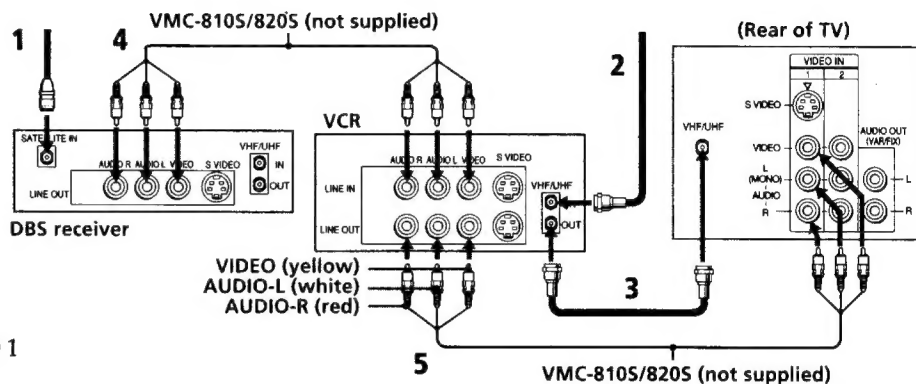 1
4
VMC-810S/820S (not supplied)
2
(Rear of TV)
VIDEO IN
1 2
S VIDEO
VHF/UHF
VIDEO
AUDIO OUT
(VAR/FIX)
L
(MONO)
AUDIO
R
L
R
SATELLITE IN
AUDIO R AUDIO L VIDEO S VIDEO
VHF/UHF
IN
OUT
LINE OUT
DBS receiver
VCR
AUDIO R AUDIO L VIDEO S VIDEO
LINE IN
VHF/UHF
OUT
LINE OUT
VIDEO (yellow)
AUDIO-L (white)
AUDIO-R (red)
3
5
VMC-810S/820S (not supplied)
1